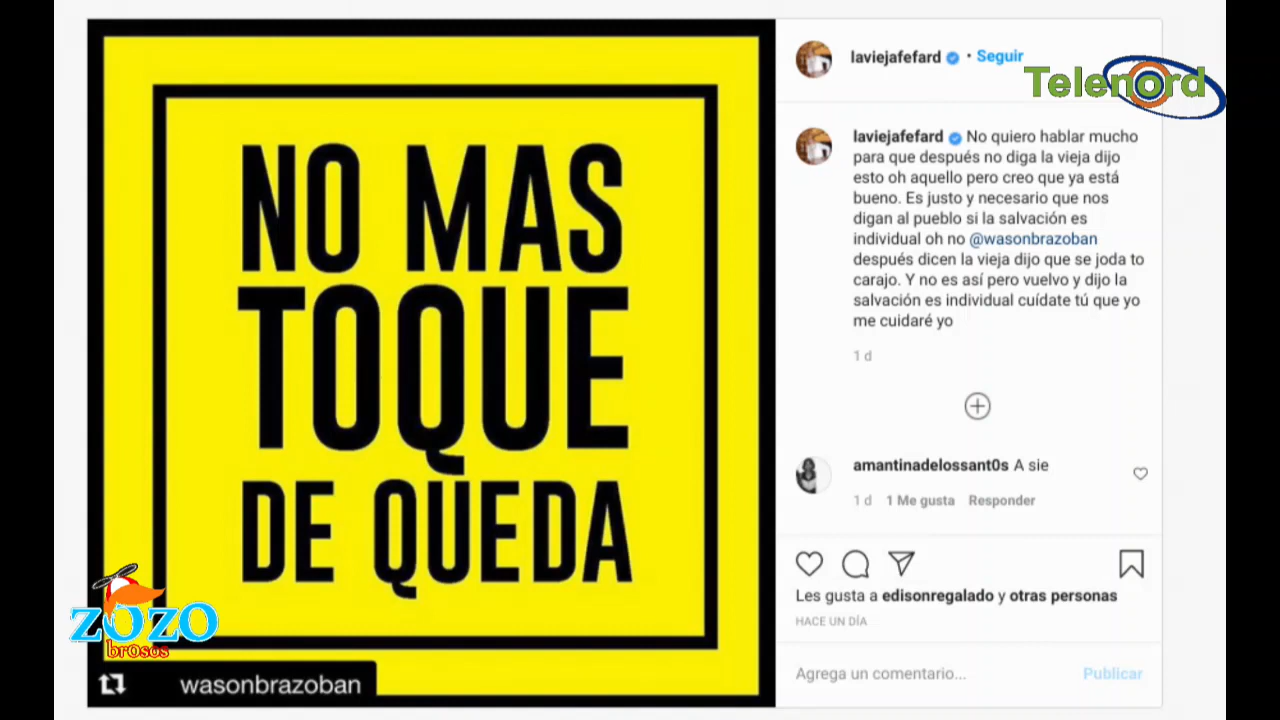 NO MAS
TOQUE
DE QUEDA
wasonbrazoban
ZOZO
brosos
laviejafefard • Seguir
Telenord
laviejafefard No quiero hablar mucho
para que después no diga la vieja dijo
esto oh aquello pero creo que ya está
bueno. Es justo y necesario que nos
digan al pueblo si la salvación es
individual oh no @wasonbrazoban
después dicen la vieja dijo que se joda to
carajo. Y no es así pero vuelvo y dijo la
salvación es individual cuídate tú que yo
me cuidaré yo
1 d
amantinadelossant0s A sie
1 d 1 Me gusta Responder
Les gusta a edisonregalado y otras personas
HACE UN DÍA
Agrega un comentario... Publicar